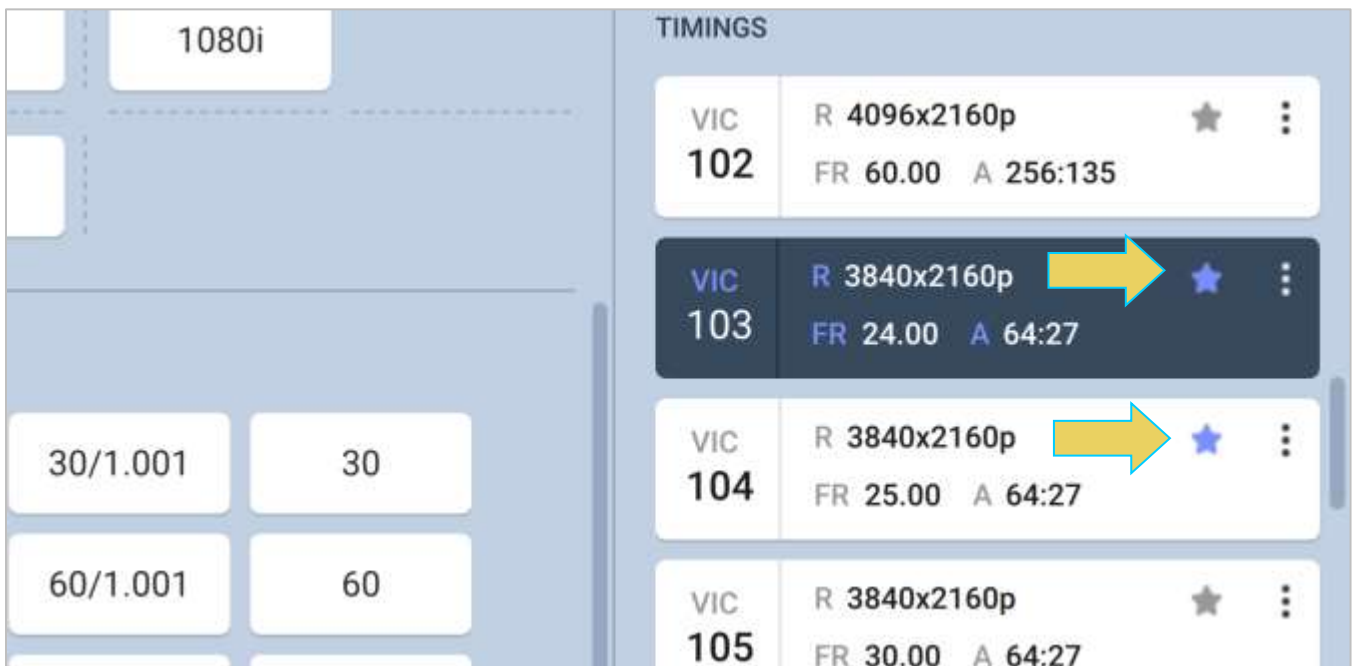 1080i
30/1.001 30
60/1.001 60
TIMINGS
VIC
102
R 4096x2160p
FR 60.00 A 256:135
VIC
103
R 3840x2160p
FR 24.00 A 64:27
VIC
104
R 3840x2160p
FR 25.00 A 64:27
VIC
105
R 3840x2160p
FR 30.00 A 64:27